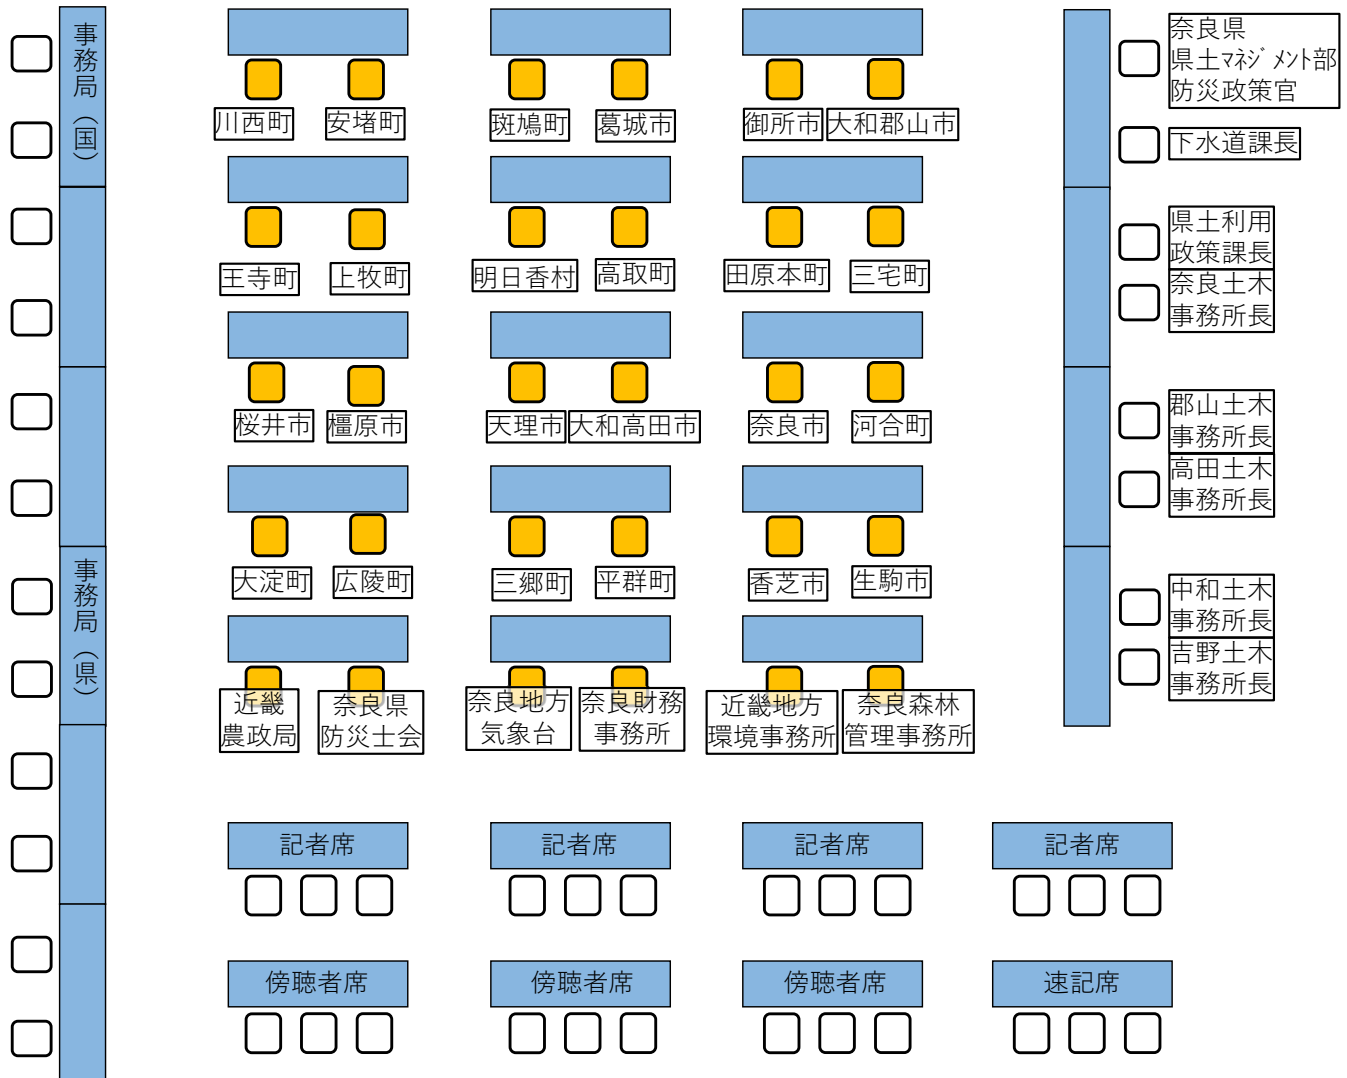 事務局（国）
川西町
安堵町
斑鳩町
葛城市
御所市
大和郡山市
王寺町
上牧町
明日香村
高取町
田原本町
三宅町
桜井市
橿原市
天理市
大和高田市
奈良市
河合町
大淀町
広陵町
三郷町
平群町
香芝市
生駒市
事務局（県）
近畿
農政局
奈良県
防災士会
奈良地方
気象台
奈良財務
事務所
近畿地方
環境事務所
奈良森林
管理事務所
奈良県
県土ﾏﾈｼﾞﾒﾝﾄ部
防災政策官
下水道課長
県土利用
政策課長
奈良土木
事務所長
郡山土木
事務所長
高田土木
事務所長
中和土木
事務所長
吉野土木
事務所長
記者席
記者席
記者席
記者席
傍聴者席
傍聴者席
傍聴者席
速記席